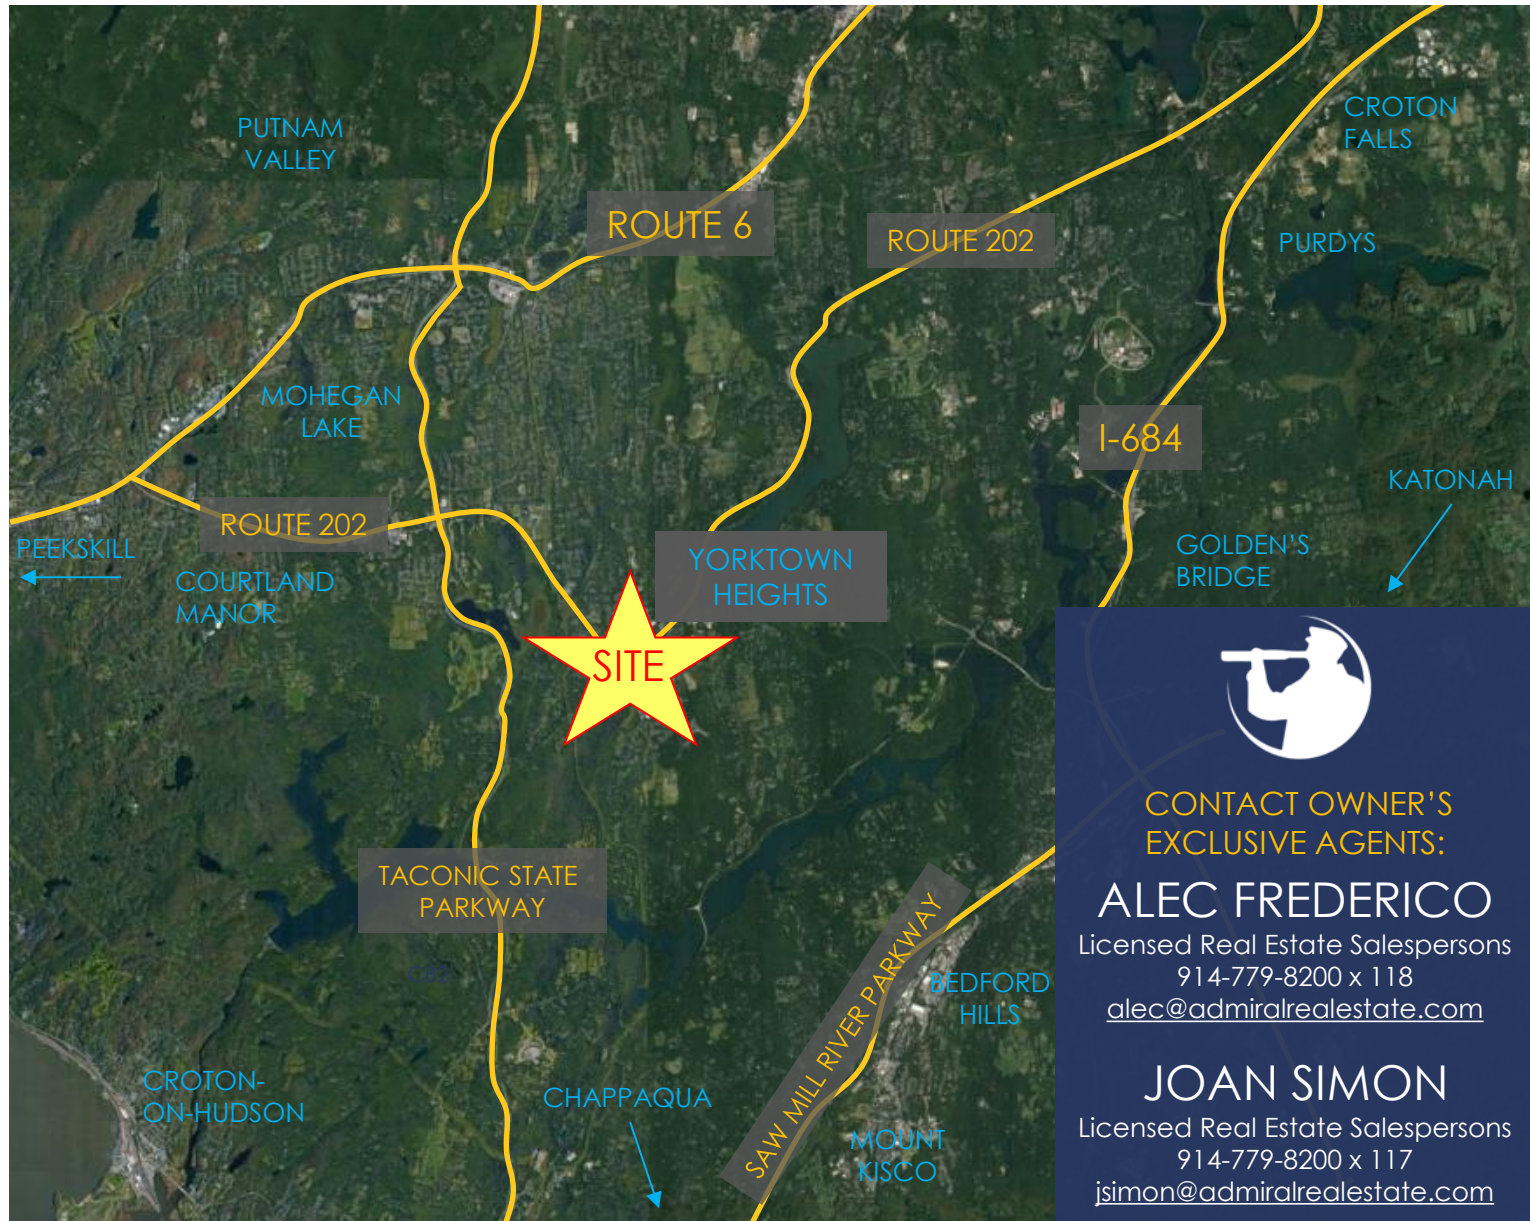 PUTNAM
VALLEY
CROTON
FALLS
ROUTE 6
ROUTE 202
PURDYS
MOHEGAN
LAKE
I-684
KATONAH
ROUTE 202
PEEKSKILL
COURTLAND
MANOR
YORKTOWN
HEIGHTS
GOLDEN'S
BRIDGE
SITE
TACONIC STATE
PARKWAY
SAW MILL RIVER PARKWAY
BEDFORD
HILLS
CROTON-
ON-HUDSON
CHAPPAQUA
MOUNT
KISCO
CONTACT OWNER'S
EXCLUSIVE AGENTS:
ALEC FREDERICO
Licensed Real Estate Salespersons
914-779-8200 x 118
alec@admiralrealestate.com
JOAN SIMON
Licensed Real Estate Salespersons
914-779-8200 x 117
jsimon@admiralrealestate.com